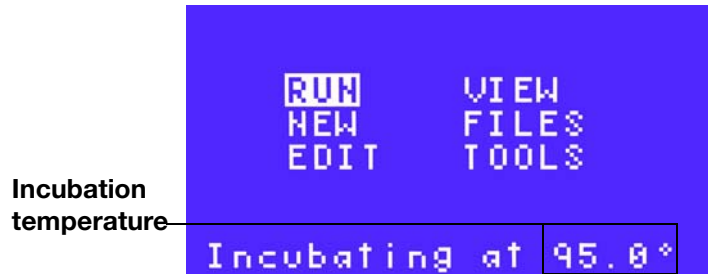 RUN VIEW
NEW FILES
EDIT TOOLS
Incubation
temperature
Incubating at 95.0°